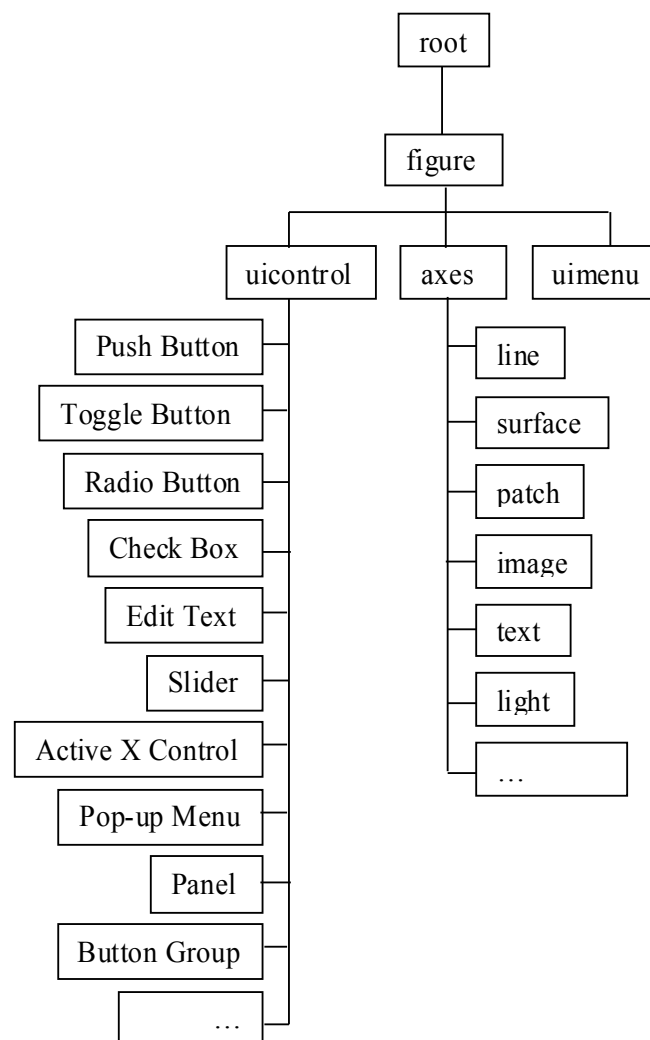 root
figure
uicontrol
axes
uimenu
Push Button
Toggle Button
Radio Button
Check Box
Edit Text
Slider
Active X Control
Pop-up Menu
Panel
Button Group
…
line
surface
patch
image
text
light
…